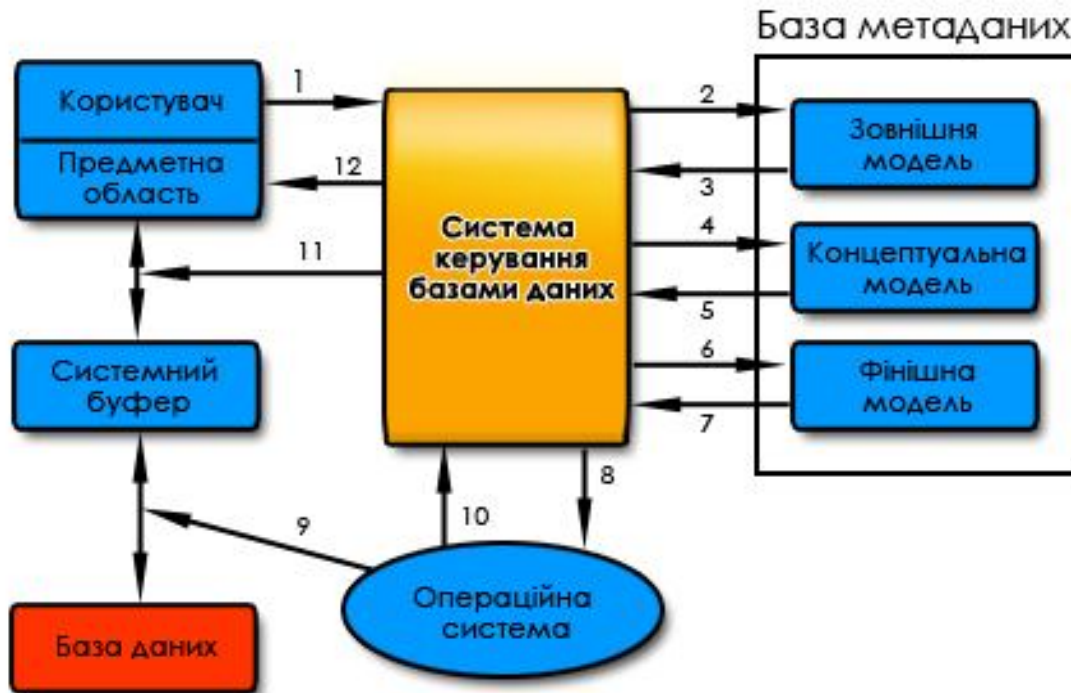 База метаданих
Користувач
Предметна
область
1
12
11
Система
керування
базами даних
2
3
4
5
6
7
Зовнішня
модель
Концептуальна
модель
Фінішна
модель
Системний
буфер
8
9
10
Операційна
система
База даних